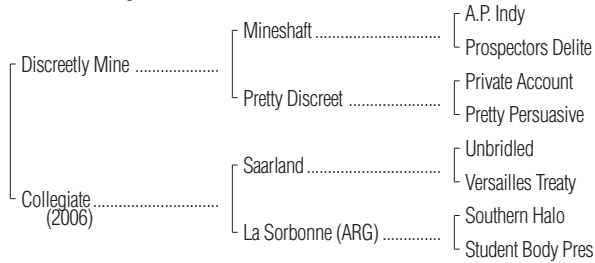 A.P. Indy
Mineshaft
Prospectors Delite
Discreetly Mine
Private Account
Pretty Discreet
Pretty Persuasive
Unbridled
Saarland
Versailles Treaty
Collegiate
(2006)
Southern Halo
La Sorbonne (ARG)
Student Body Pres